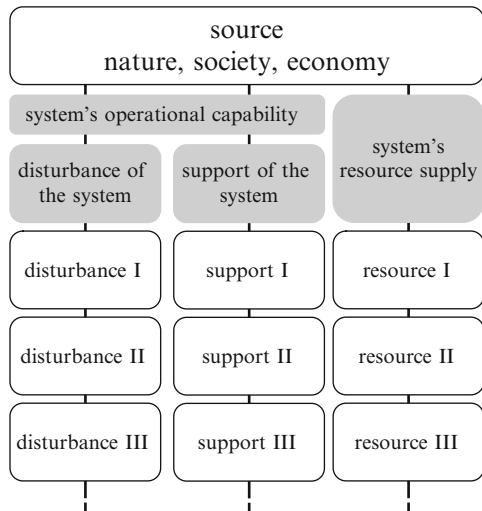 source
nature, society, economy
system's operational capability
disturbance of
the system
support of the
system
system's
resource supply
disturbance I
support I
resource I
disturbance II
support II
resource II
disturbance III
support III
resource III